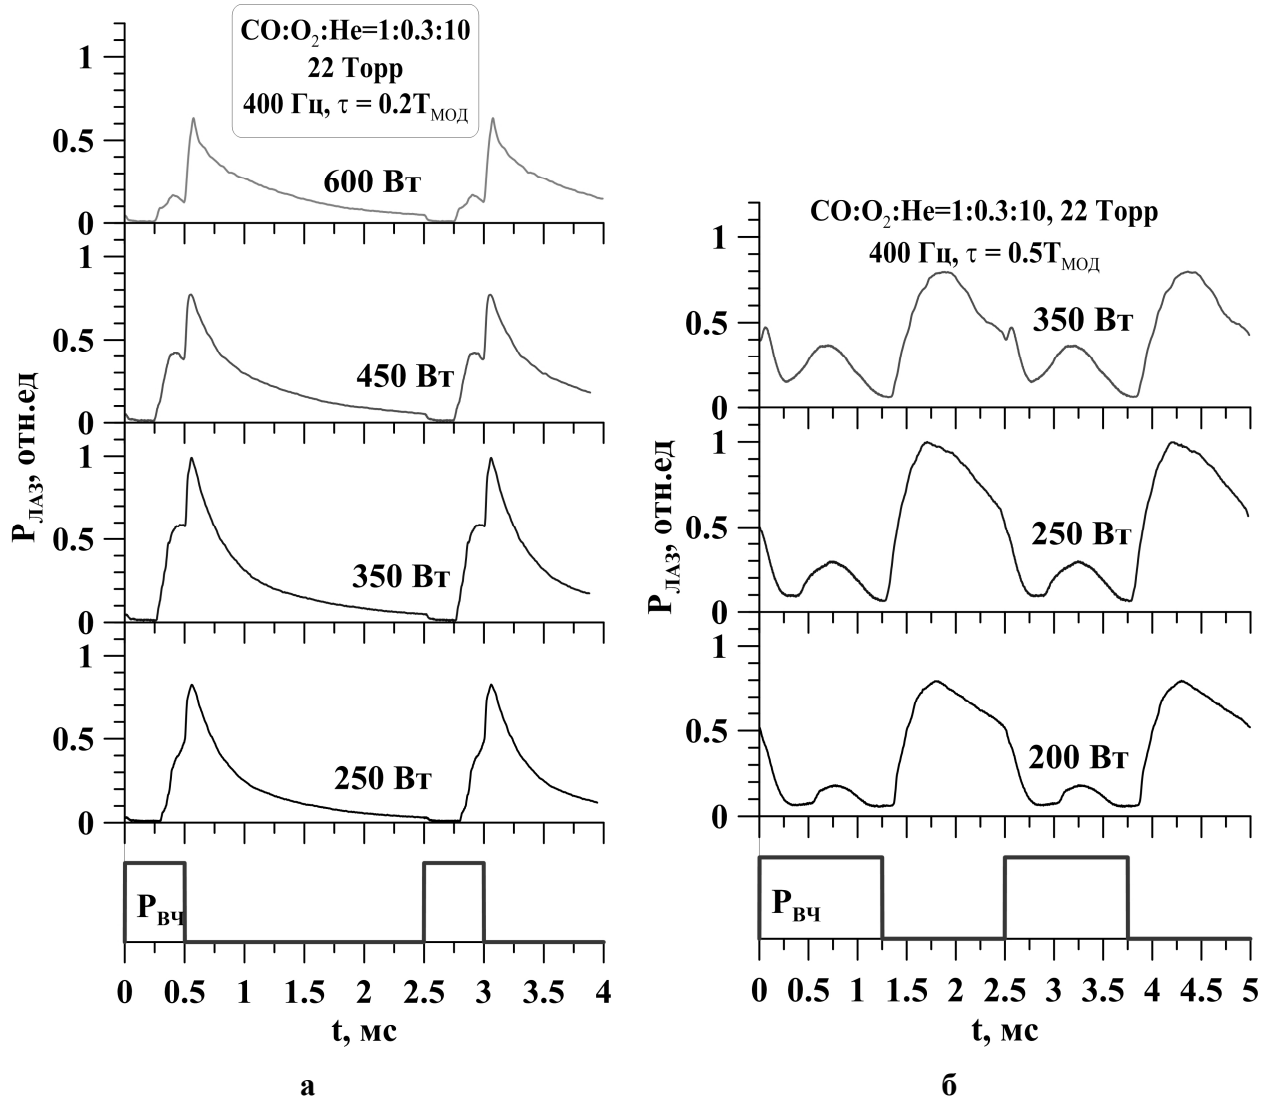 CO:O2:He=1:0.3:10
22 Торр
400 Гц, τ = 0.2TМОД
PЛАЗ, отн.ед
1
0.5
0
600 Вт
1
0.5
0
450 Вт
1
0.5
0
350 Вт
1
0.5
0
250 Вт
PВЧ
0 0.5 1 1.5 2 2.5 3 3.5 4
t, мс
а
CO:O2:He=1:0.3:10, 22 Торр
400 Гц, τ = 0.5TМОД
PЛАЗ, отн.ед
1
0.5
0
350 Вт
1
0.5
0
250 Вт
1
0.5
0
200 Вт
PВЧ
0 0.5 1 1.5 2 2.5 3 3.5 4 4.5 5
t, мс
б